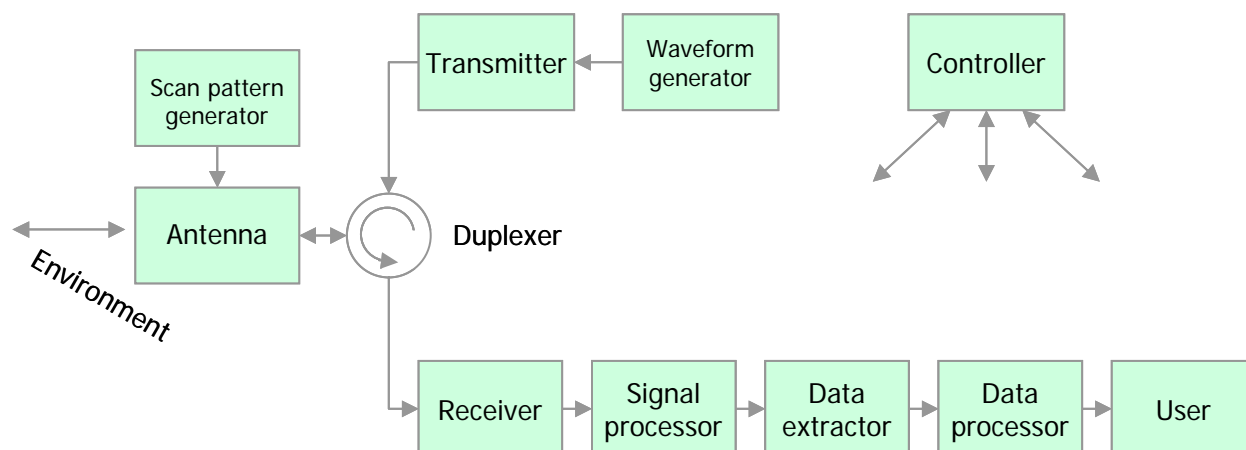 Transmitter
Waveform
generator
Controller
Scan pattern
generator
Antenna
Duplexer
Environment
Receiver
Signal
processor
Data
extractor
Data
processor
User